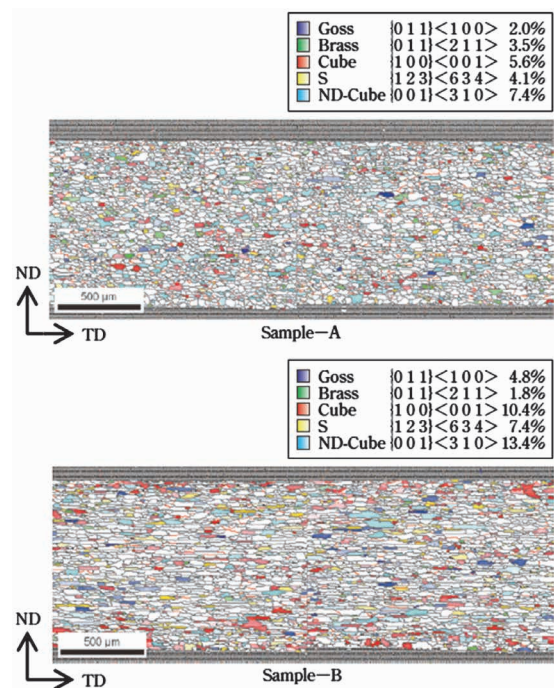 Goss {0 1 1}<1 0 0> 2.0%
Brass {0 1 1}<2 1 1> 3.5%
Cube {1 0 0}<0 0 1> 5.6%
S {1 2 3}<6 3 4> 4.1%
ND-Cube {0 0 1}<3 1 0> 7.4%
ND
500 μm
TD
Sample-A
Goss {0 1 1}<1 0 0> 4.8%
Brass {0 1 1}<2 1 1> 1.8%
Cube {1 0 0}<0 0 1> 10.4%
S {1 2 3}<6 3 4> 7.4%
ND-Cube {0 0 1}<3 1 0> 13.4%
ND
500 μm
TD
Sample-B